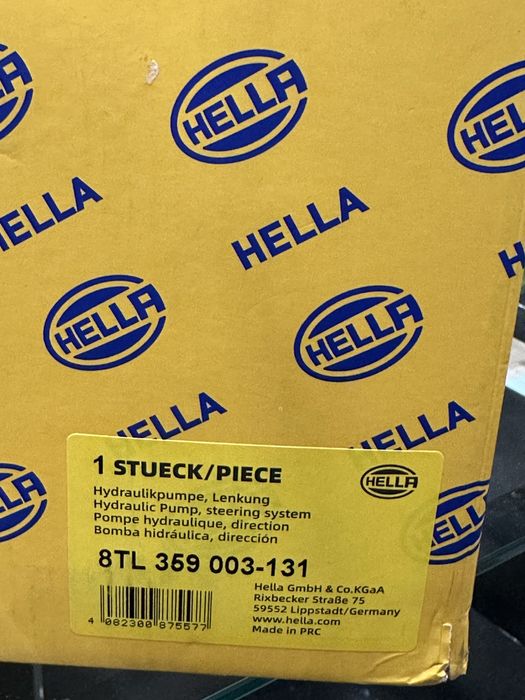 HELLA
HELLA
HELLA
HELLA
HELLA
HELLA
HELLA
HELLA
HELLA
1 STUECK/PIECE
HELLA
Hydraulikpumpe, Lenkung
Hydraulic Pump, steering system
Pompe hydraulique, direction
Bomba hidráulica, dirección
8TL 359 003-131
Hella GmbH & Co.KGaA
Rixbecker Straße 75
59552 Lippstadt/Germany
www.hella.com
Made in PRC
4 082300 875577